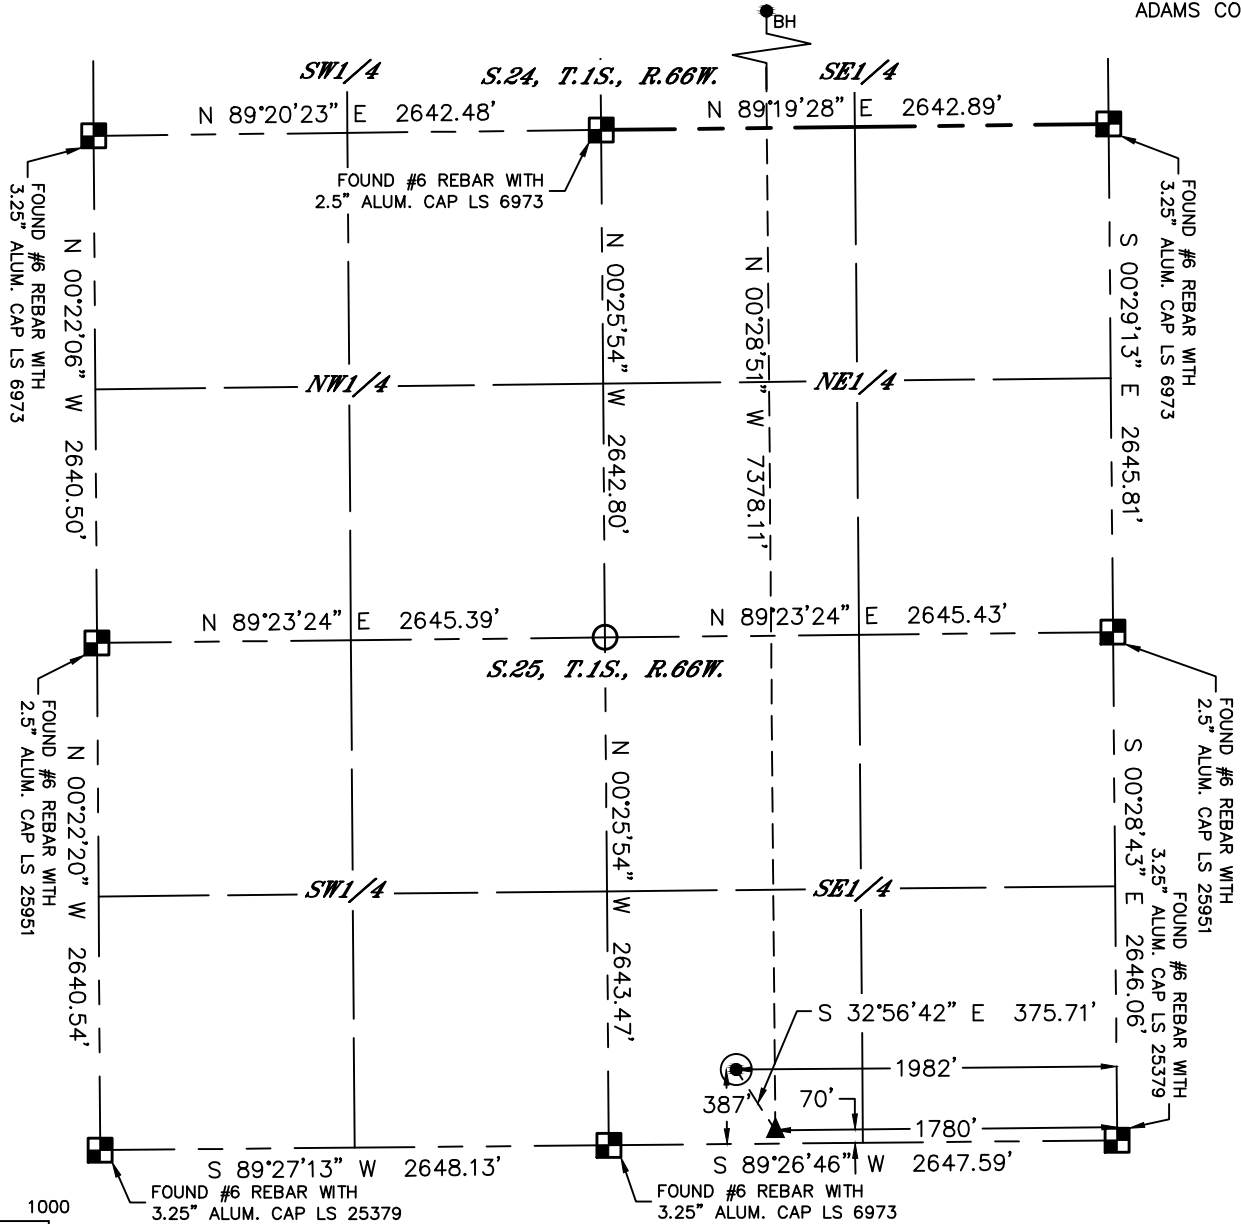 ADAMS CO
BH
SW1/4
S.24, T.1S., R.66W.
SE1/4
N 89°20'23" E 2642.48'
N 89°19'28" E 2642.89'
FOUND #6 REBAR WITH
3.25" ALUM. CAP LS 6973
FOUND #6 REBAR WITH
2.5" ALUM. CAP LS 6973
FOUND #6 REBAR WITH
3.25" ALUM. CAP LS 6973
N 00°22'06" W 2640.50'
N 00°25'54" W 2642.80'
N 00°28'51" W 7378.11'
S 00°29'13" E 2645.81'
NW1/4
NE1/4
N 89°23'24" E 2645.39'
N 89°23'24" E 2645.43'
S.25, T.1S., R.66W.
FOUND #6 REBAR WITH
2.5" ALUM. CAP LS 25951
FOUND #6 REBAR WITH
2.5" ALUM. CAP LS 25951
N 00°22'20" W 2640.54'
N 00°25'54" W 2643.47'
S 00°28'43" E 2646.06'
SW1/4
SE1/4
FOUND #6 REBAR WITH
3.25" ALUM. CAP LS 25379
S 32°56'42" E 375.71'
1982'
387'
70'
1780'
S 89°27'13" W 2648.13'
S 89°26'46" W 2647.59'
FOUND #6 REBAR WITH
3.25" ALUM. CAP LS 25379
FOUND #6 REBAR WITH
3.25" ALUM. CAP LS 6973
1000